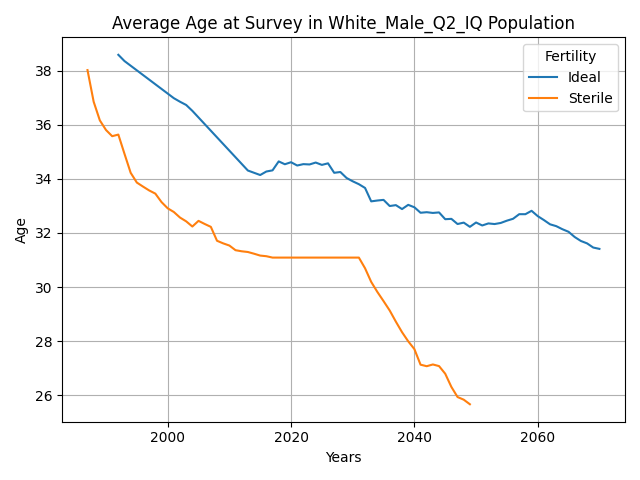 Average Age at Survey in White_Male_Q2_IQ Population
Fertility
Ideal
Sterile
Age
38
36
34
32
30
28
26
2000
2020
2040
2060
Years